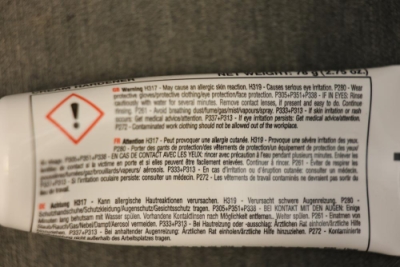 NET WEIGHT: 78 g (2.75 OZ.)
Warning H317 - May cause an allergic skin reaction. H319 - Causes serious eye irritation. P280 - Wear
protective gloves/protective clothing/eye protection/face protection. P305+P351+P338 - IF IN EYES: Rinse
cautiously with water for several minutes. Remove contact lenses, if present and easy to do. Continue
rinsing. P261 - Avoid breathing dust/fume/gas/mist/vapours/spray. P333+P313 - If skin irritation or rash
occurs: Get medical advice/attention. P337+P313 - If eye irritation persists: Get medical advice/attention.
P272 - Contaminated work clothing should not be allowed out of the workplace.
Attention H317 - Peut provoquer une allergie cutanée. H319 - Provoque une sévère irritation des yeux.
P280 - Porter des gants de protection/des vêtements de protection/un équipement de protection des yeux/
du visage. P305+P351+P338 - EN CAS DE CONTACT AVEC LES YEUX: rincer avec précaution à l'eau pendant plusieurs minutes. Enlever les
lentilles de contact si la victime en porte et si elles peuvent être facilement enlevées. Continuer à rincer. P261 - Éviter de respirer les
poussières/fumées/gaz/brouillards/vapeurs/aérosols. P333+P313 - En cas d'irritation ou d'éruption cutanée: consulter un médecin.
P337+P313 - Si l'irritation oculaire persiste: consulter un médecin. P272 - Les vêtements de travail contaminés ne devraient pas sortir
du lieu de travail.
Achtung H317 - Kann allergische Hautreaktionen verursachen. H319 - Verursacht schwere Augenreizung. P280 -
Schutzhandschuhe/Schutzkleidung/Augenschutz/Gesichtsschutz tragen. P305+P351+P338 - BEI KONTAKT MIT DEN AUGEN: Einige
Minuten lang behutsam mit Wasser spülen. Vorhandene Kontaktlinsen nach Möglichkeit entfernen. Weiter spülen. P261 - Einatmen von
Staub/Rauch/Gas/Nebel/Dampf/Aerosol vermeiden. P333+P313 - Bei Hautreizung oder -ausschlag: Ärztlichen Rat einholen/ärztliche Hilfe
hinzuziehen. P337+P313 - Bei anhaltender Augenreizung: Ärztlichen Rat einholen/ärztliche Hilfe hinzuziehen. P272 - Kontaminierte
außerhalb des Arbeitsplatzes tragen.